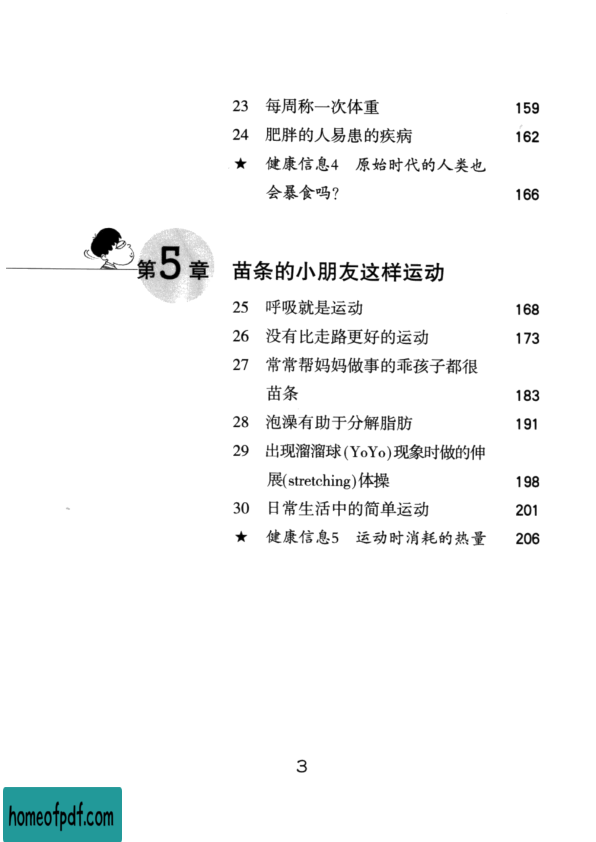 23 每周称一次体重 159
24 肥胖的人易患的疾病 162
★ 健康信息4 原始时代的人类也
会暴食吗? 166
第5章 苗条的小朋友这样运动
25 呼吸就是运动 168
26 没有比走路更好的运动 173
27 常常帮妈妈做事的乖孩子都很
苗条 183
28 泡澡有助于分解脂肪 191
29 出现溜溜球(YoYo)现象时做的伸
展(stretching)体操 198
30 日常生活中的简单运动 201
★ 健康信息5 运动时消耗的热量 206
3
homeofpdf.com